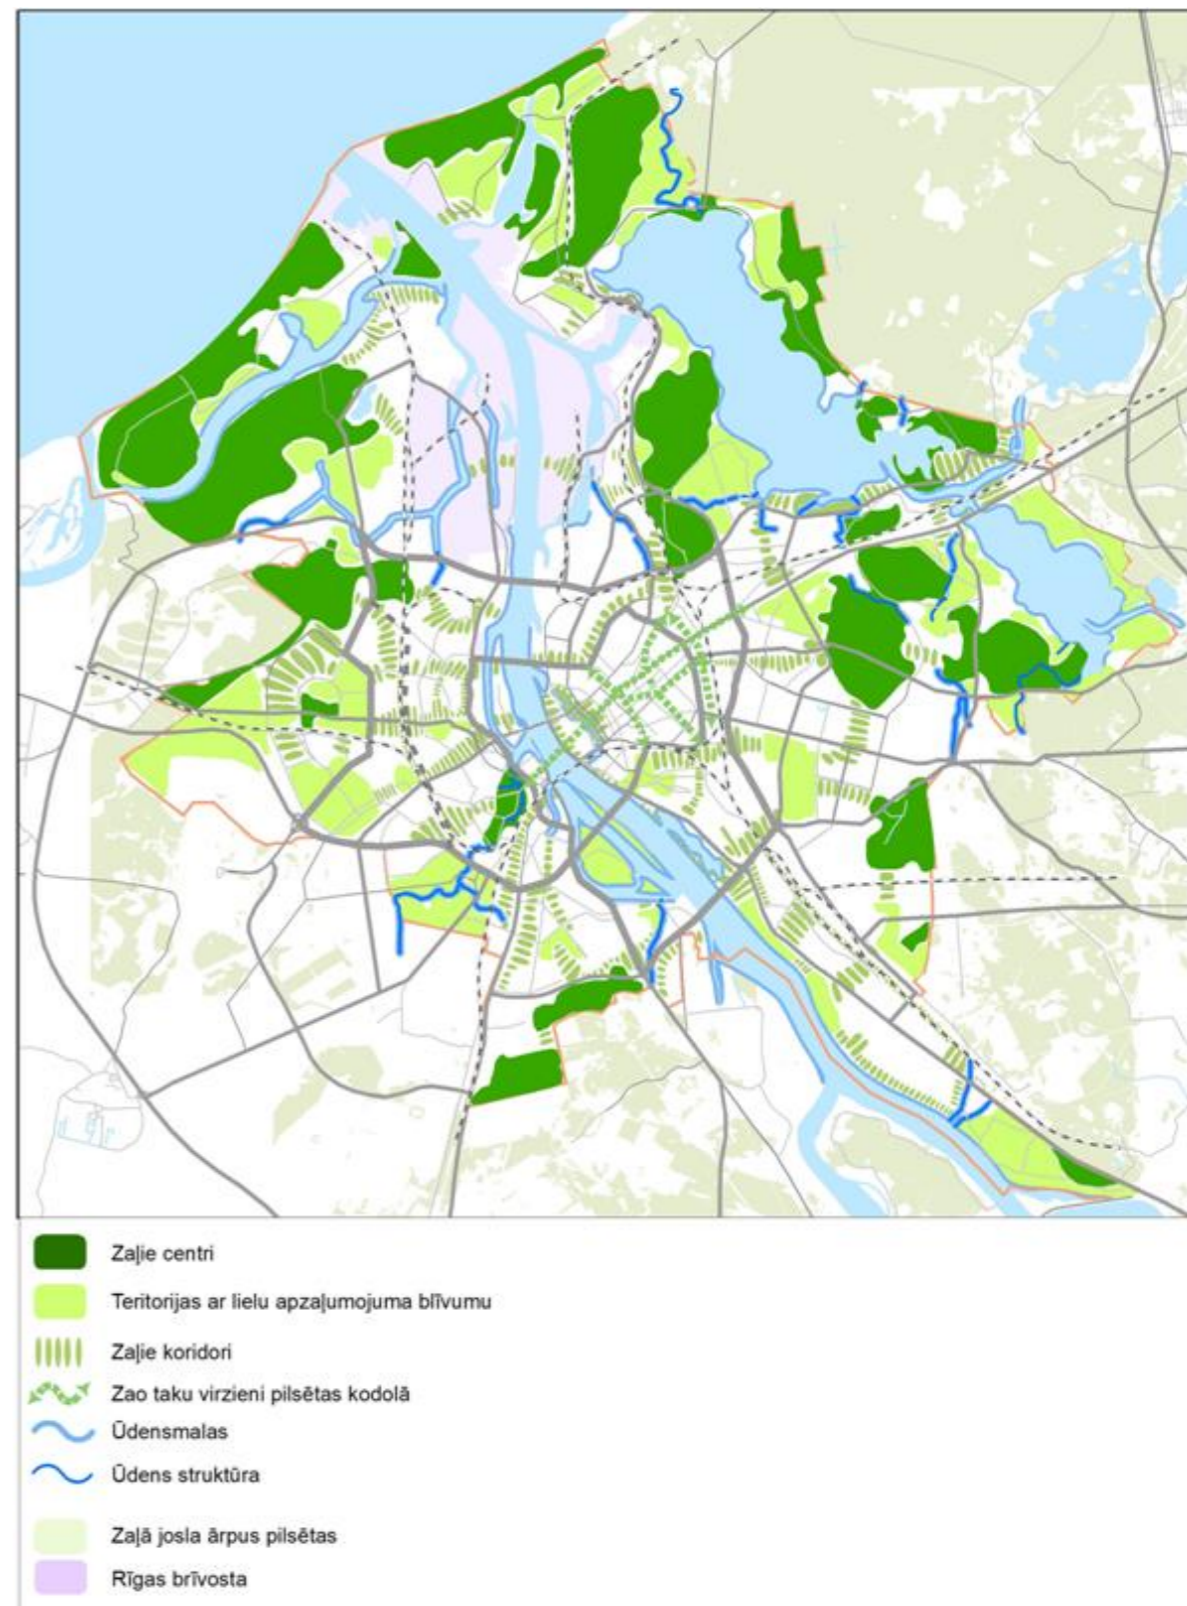 Zaļie centri
Teritorijas ar lielu apzaļumojuma blīvumu
Zaļie koridori
Zao taku virzieni pilsētas kodolā
Ūdensmalas
Ūdens struktūra
Zaļā josla ārpus pilsētas
Rīgas brīvosta